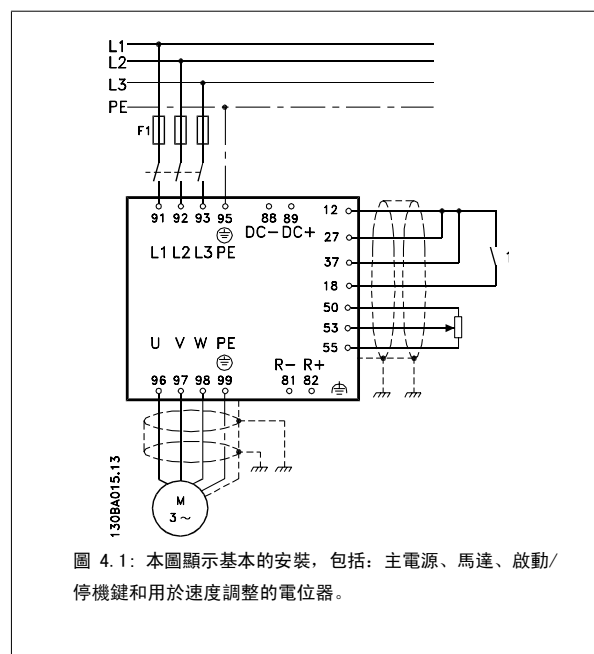 L1
L2
L3
PE
F1
91 92 93 95 88 89
DC- DC+
L1 L2 L3 PE
12
27
37
18
50
53
55
1
U V W PE
R- R+
96 97 98 99 81 82
M
3~
130BA015.13
圖 4.1: 本圖顯示基本的安裝，包括：主電源、馬達、啟動/
停機鍵和用於速度調整的電位器。